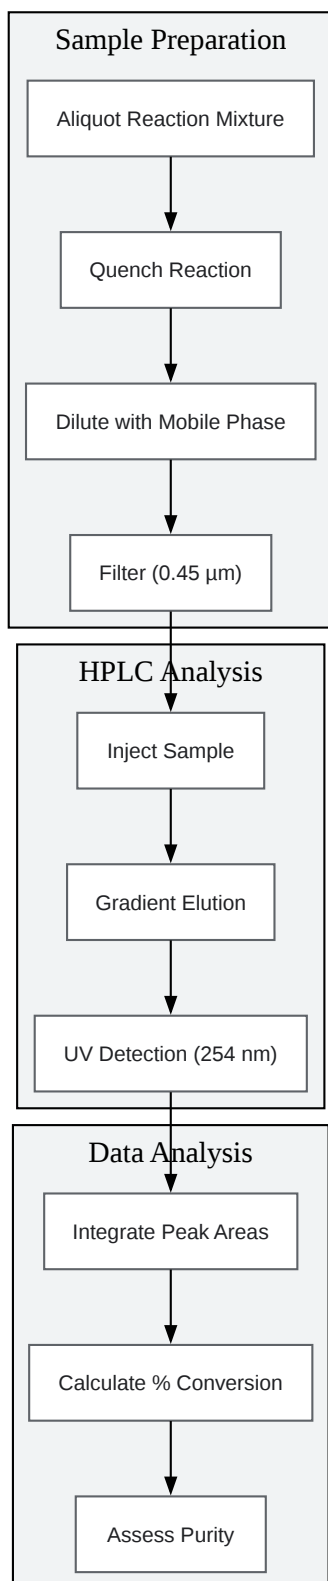 Sample Preparation
Aliquot Reaction Mixture
Quench Reaction
Dilute with Mobile Phase
Filter (0.45 µm)
HPLC Analysis
Inject Sample
Gradient Elution
UV Detection (254 nm)
Data Analysis
Integrate Peak Areas
Calculate % Conversion
Assess Purity